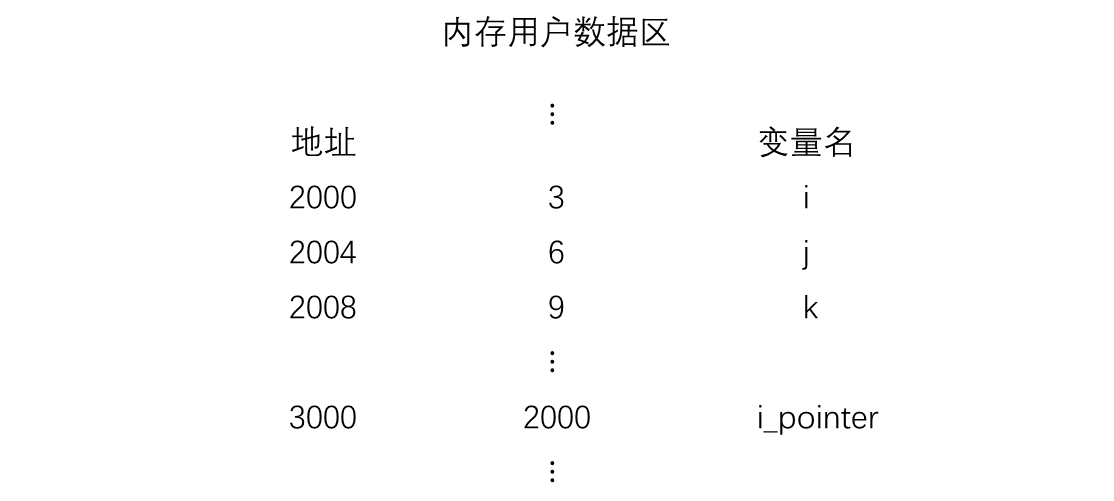 内存用户数据区
⋮
地址 变量名
2000 3 i
2004 6 j
2008 9 k
⋮
3000 2000 i_pointer
⋮